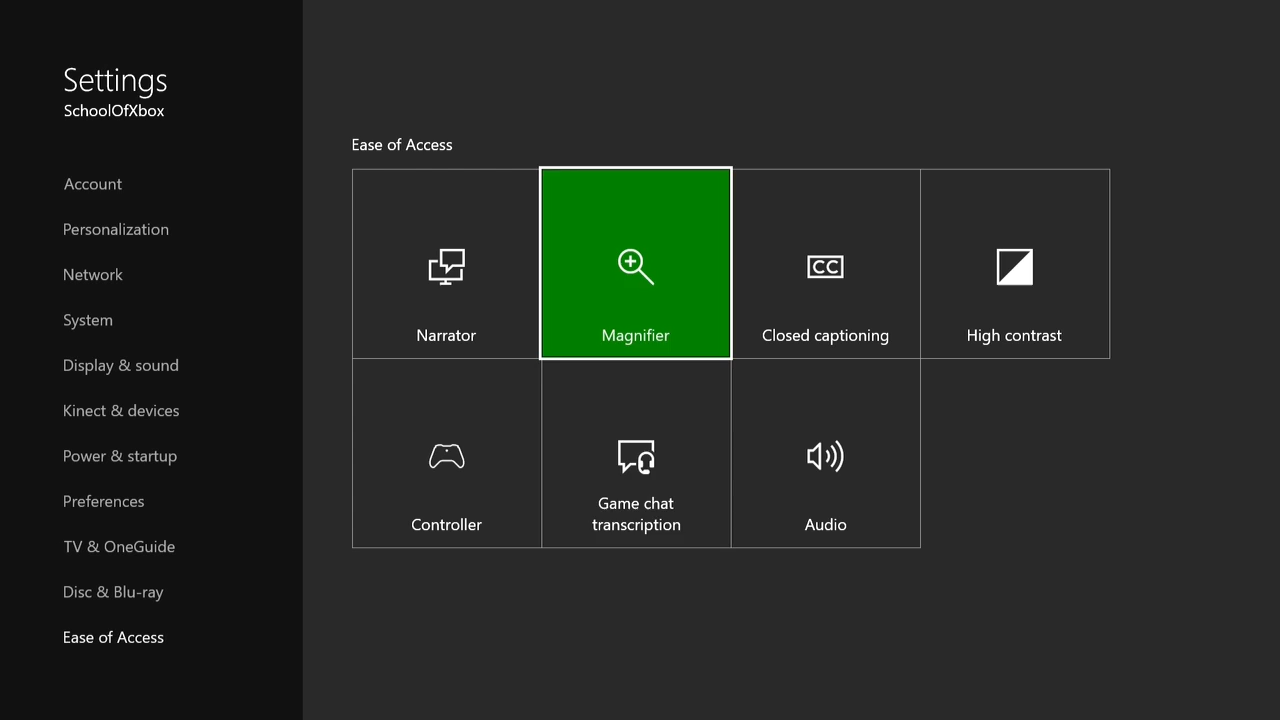 Settings
SchoolOfXbox
Account
Personalization
Network
System
Display & sound
Kinect & devices
Power & startup
Preferences
TV & OneGuide
Disc & Blu-ray
Ease of Access
Ease of Access
Narrator
Magnifier
CC
Closed captioning
High contrast
Controller
Game chat
transcription
Audio